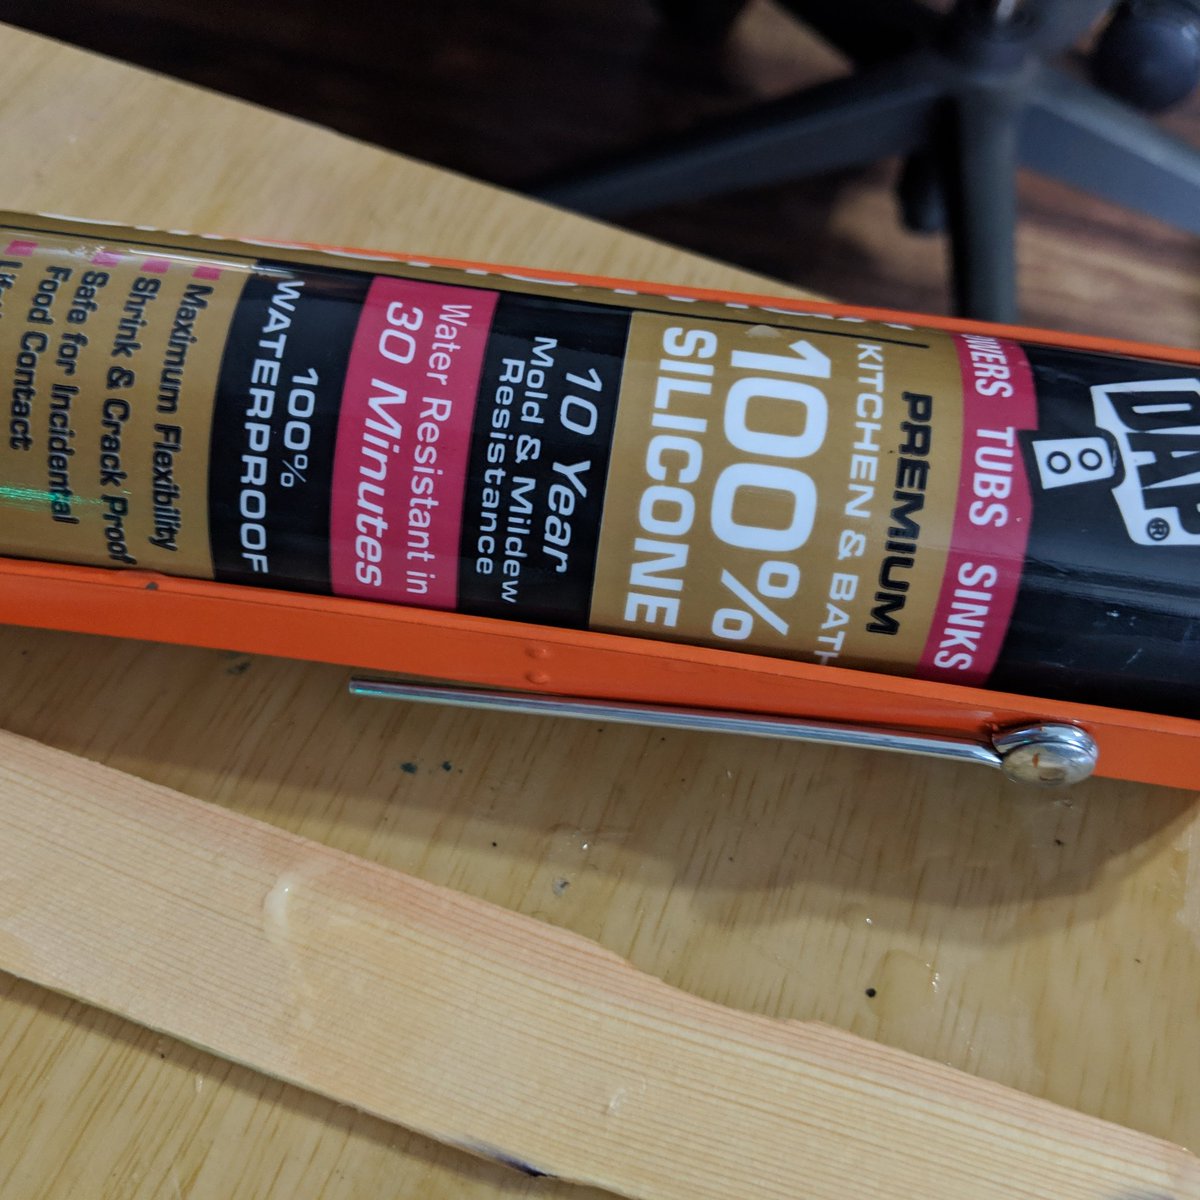 DAP®
TUBS SINKS
PREMIUM
KITCHEN & BATH
100%
SILICONE
10 Year
Mold & Mildew
Resistance
Water Resistant in
30 Minutes
100%
WATERPROOF
Maximum Flexibility
Shrink & Crack Proof
Safe for Incidental
Food Contact